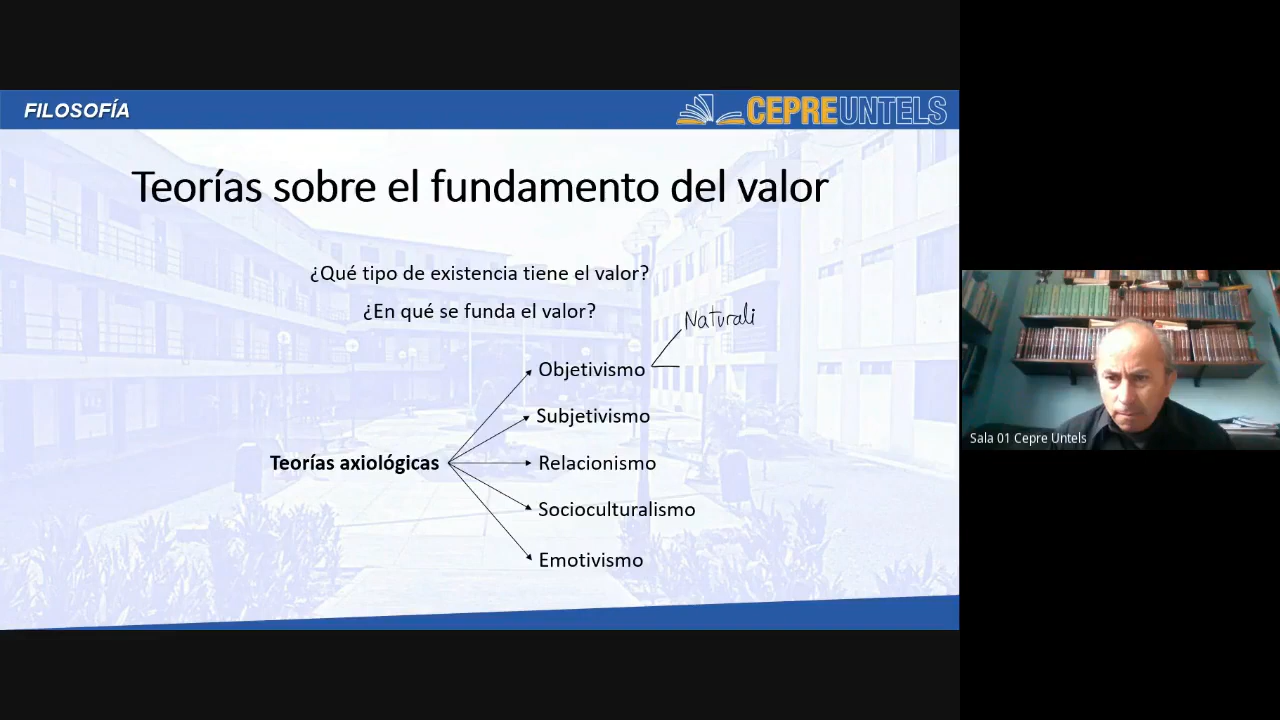 FILOSOFÍA
CEPREUNTELS
Teorías sobre el fundamento del valor
¿Qué tipo de existencia tiene el valor?
¿En qué se funda el valor?
Naturali
Objetivismo
Subjetivismo
Teorías axiológicas
Relacionismo
Socioculturalismo
Emotivismo
Sala 01 Cepre Untels